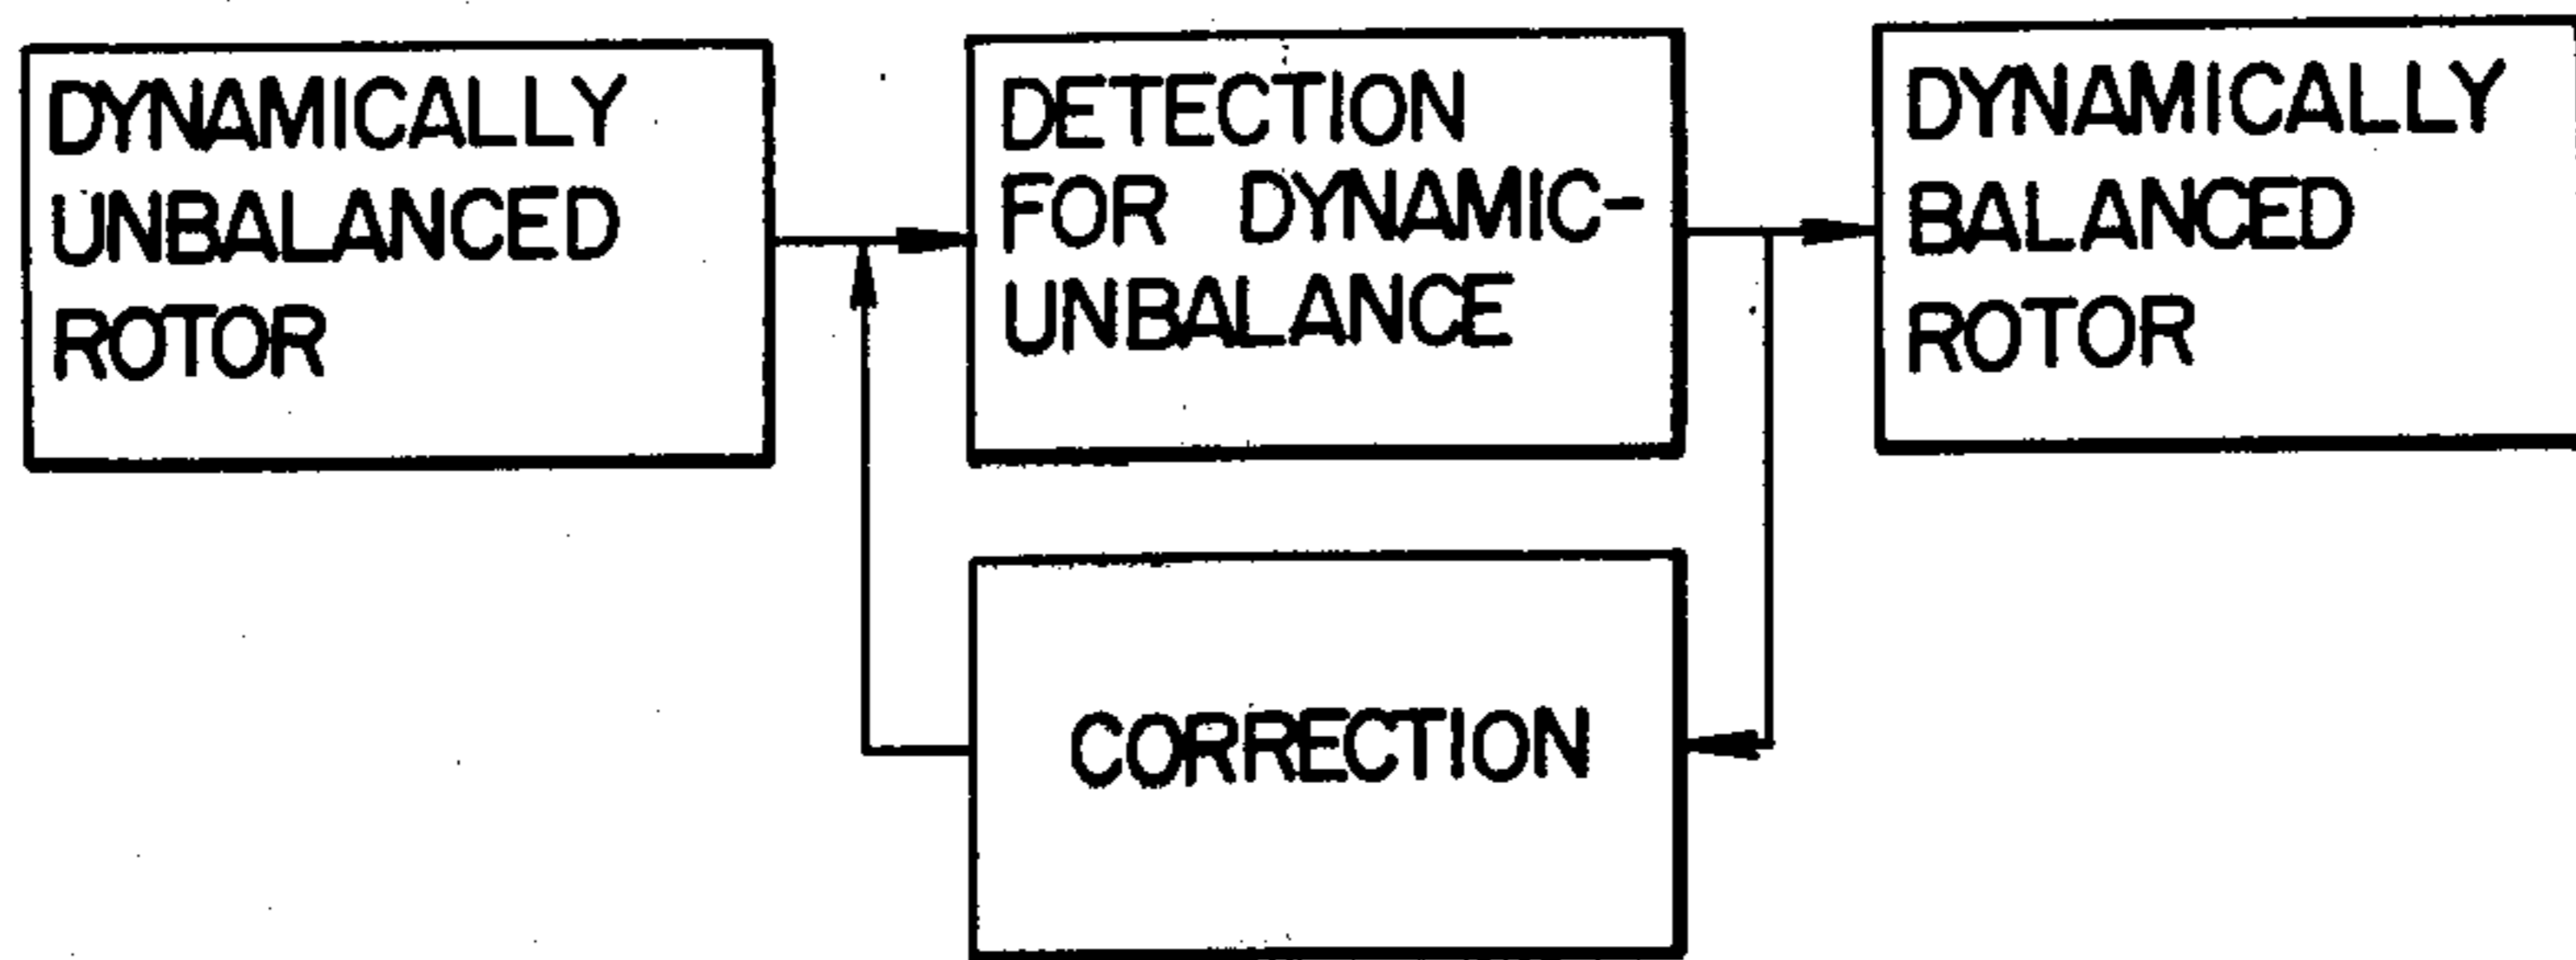 DYNAMICALLY
UNBALANCED
ROTOR
DETECTION
FOR DYNAMIC-
UNBALANCE
DYNAMICALLY
BALANCED
ROTOR
CORRECTION